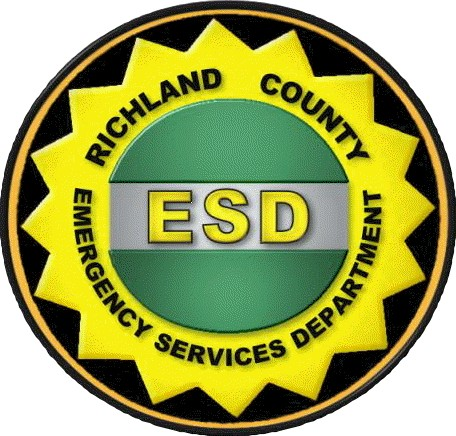 RICHLAND COUNTY
ESD
EMERGENCY SERVICES DEPARTMENT